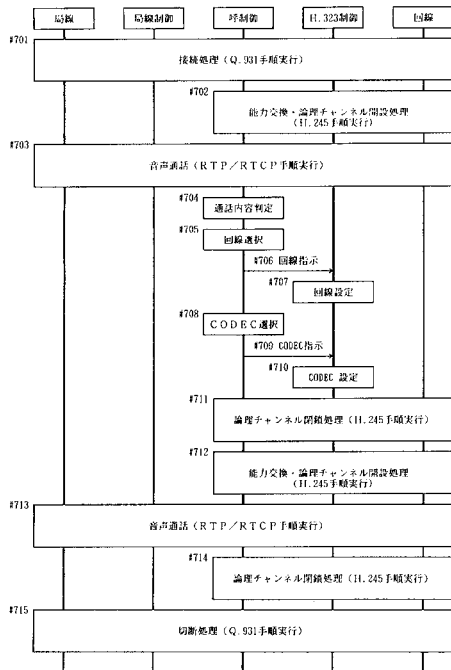 局線 局線制御 呼制御 H.323制御 回線
#701
接続処理(Q.931手順実行)
#702
能力交換・論理チャンネル開設処理
(H.245手順実行)
#703
音声通話(RTP/RTCP手順実行)
#704
通話内容判定
#705
回線選択
#706 回線指示
#707
回線設定
#708
CODEC選択
#709 CODEC指示
#710
CODEC 設定
#711
論理チャンネル閉鎖処理(H.245手順実行)
#712
能力交換・論理チャンネル開設処理
(H.245手順実行)
#713
音声通話(RTP/RTCP手順実行)
#714
論理チャンネル閉鎖処理(H.245手順実行)
#715
切断処理(Q.931手順実行)